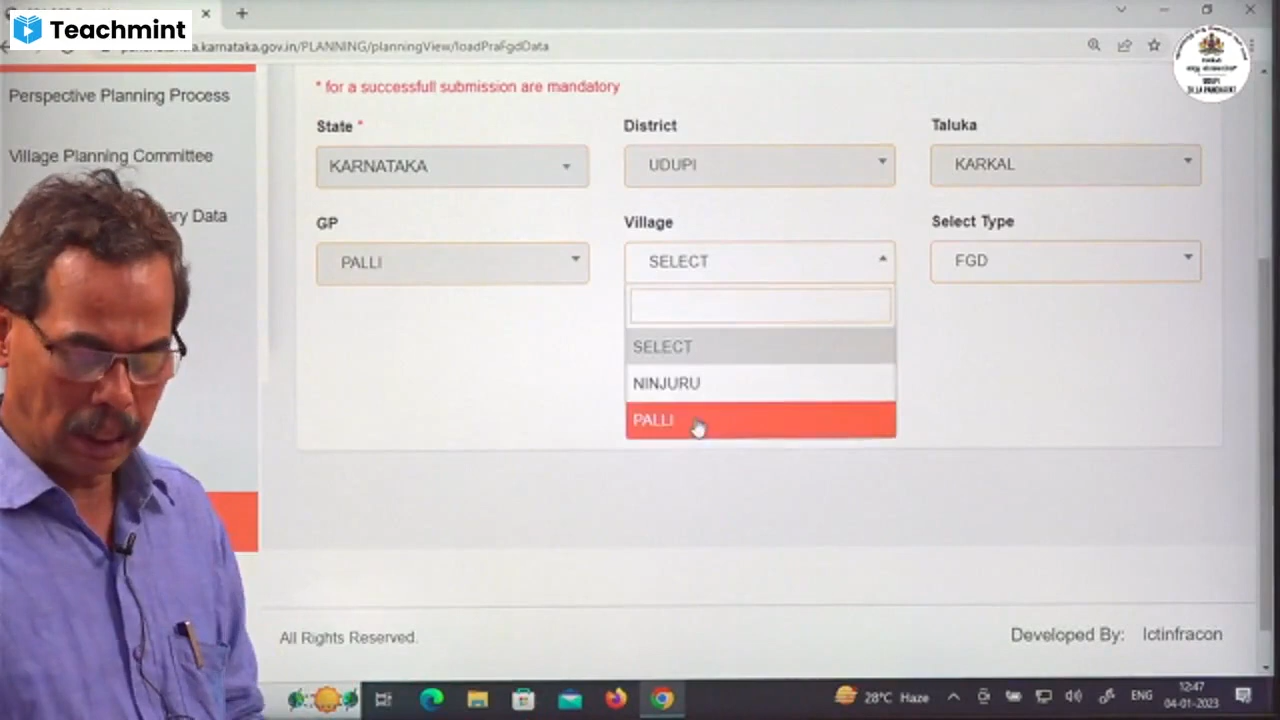 Teachmint
karnataka.gov.in/PLANNING/planningView/loadPraFgdData
* for a successfull submission are mandatory
Perspective Planning Process
Village Planning Committee
ary Data
State *
District
Taluka
KARNATAKA
UDUPI
KARKAL
GP
Village
Select Type
PALLI
SELECT
FGD
SELECT
NINJURU
PALLI
All Rights Reserved.
Developed By: Ictinfracon
28°C Haze
ENG
12:47
04-01-2023